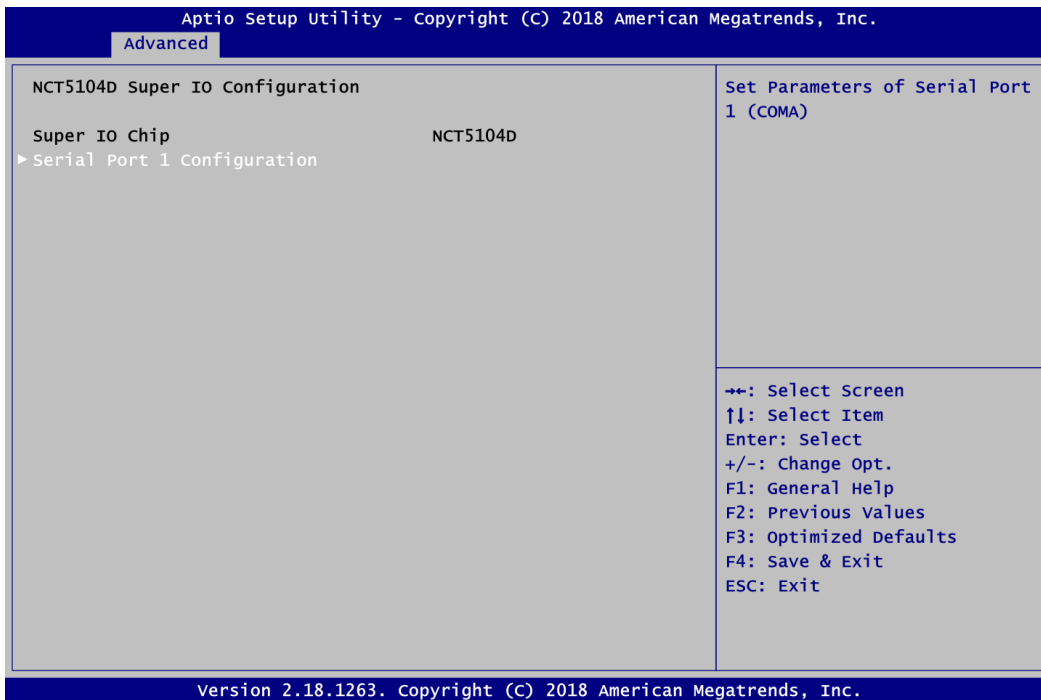 Aptio Setup Utility - Copyright (C) 2018 American Megatrends, Inc.
Advanced
NCT5104D Super IO Configuration
Super IO Chip NCT5104D
▶Serial Port 1 Configuration
Set Parameters of Serial Port
1 (COMA)
→←: Select Screen
↑↓: Select Item
Enter: Select
+/-: Change Opt.
F1: General Help
F2: Previous Values
F3: Optimized Defaults
F4: Save & Exit
ESC: Exit
Version 2.18.1263. Copyright (C) 2018 American Megatrends, Inc.